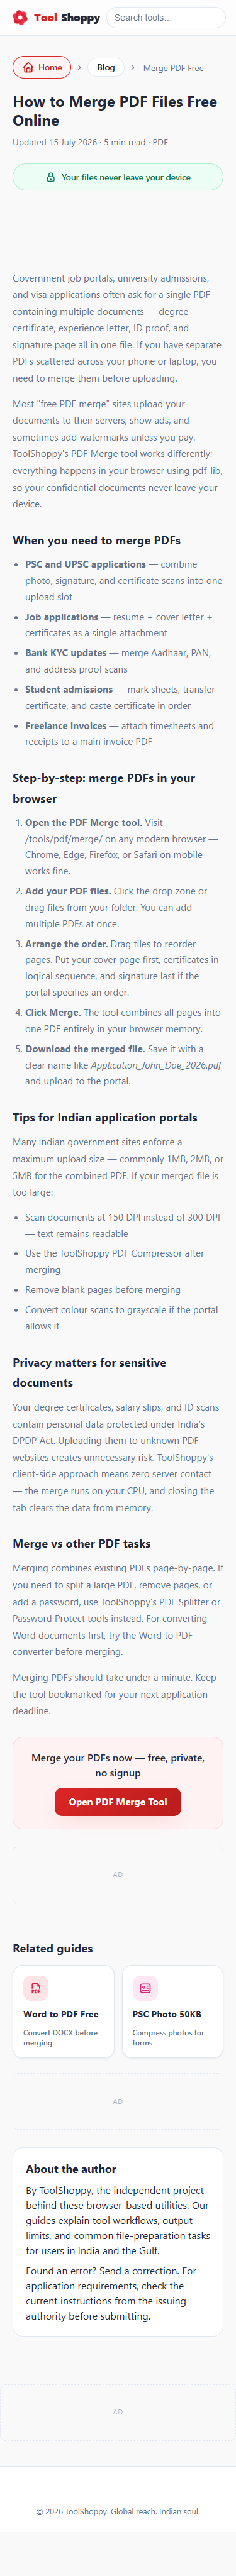 Tool Shoppy
Search tools...
Home > Blog > Merge PDF Free
How to Merge PDF Files Free
Online
Updated 15 July 2026 · 5 min read · PDF
Your files never leave your device
Government job portals, university admissions,
and visa applications often ask for a single PDF
containing multiple documents — degree
certificate, experience letter, ID proof, and
signature page all in one file. If you have separate
PDFs scattered across your phone or laptop, you
need to merge them before uploading.
Most "free PDF merge" sites upload your
documents to their servers, show ads, and
sometimes add watermarks unless you pay.
ToolShoppy's PDF Merge tool works differently:
everything happens in your browser using pdf-lib,
so your confidential documents never leave your
device.
When you need to merge PDFs
• PSC and UPSC applications — combine
photo, signature, and certificate scans into one
upload slot
• Job applications — resume + cover letter +
certificates as a single attachment
• Bank KYC updates — merge Aadhaar, PAN,
and address proof scans
• Student admissions — mark sheets, transfer
certificate, and caste certificate in order
• Freelance invoices — attach timesheets and
receipts to a main invoice PDF
Step-by-step: merge PDFs in your
browser
1. Open the PDF Merge tool. Visit
/tools/pdf/merge/ on any modern browser —
Chrome, Edge, Firefox, or Safari on mobile
works fine.
2. Add your PDF files. Click the drop zone or
drag files from your folder. You can add
multiple PDFs at once.
3. Arrange the order. Drag tiles to reorder
pages. Put your cover page first, certificates in
logical sequence, and signature last if the
portal specifies an order.
4. Click Merge. The tool combines all pages into
one PDF entirely in your browser memory.
5. Download the merged file. Save it with a
clear name like Application_John_Doe_2026.pdf
and upload to the portal.
Tips for Indian application portals
Many Indian government sites enforce a
maximum upload size — commonly 1MB, 2MB, or
5MB for the combined PDF. If your merged file is
too large:
• Scan documents at 150 DPI instead of 300 DPI
— text remains readable
• Use the ToolShoppy PDF Compressor after
merging
• Remove blank pages before merging
• Convert colour scans to grayscale if the portal
allows it
Privacy matters for sensitive
documents
Your degree certificates, salary slips, and ID scans
contain personal data protected under India's
DPDP Act. Uploading them to unknown PDF
websites creates unnecessary risk. ToolShoppy's
client-side approach means zero server contact
— the merge runs on your CPU, and closing the
tab clears the data from memory.
Merge vs other PDF tasks
Merging combines existing PDFs page-by-page. If
you need to split a large PDF, remove pages, or
add a password, use ToolShoppy's PDF Splitter or
Password Protect tools instead. For converting
Word documents first, try the Word to PDF
converter before merging.
Merging PDFs should take under a minute. Keep
the tool bookmarked for your next application
deadline.
Merge your PDFs now — free, private,
no signup
Open PDF Merge Tool
AD
Related guides
Word to PDF Free
Convert DOCX before
merging
PSC Photo 50KB
Compress photos for
forms
AD
About the author
By ToolShoppy, the independent project
behind these browser-based utilities. Our
guides explain tool workflows, output
limits, and common file-preparation tasks
for users in India and the Gulf.
Found an error? Send a correction. For
application requirements, check the
current instructions from the issuing
authority before submitting.
AD
© 2026 ToolShoppy. Global reach. Indian soul.